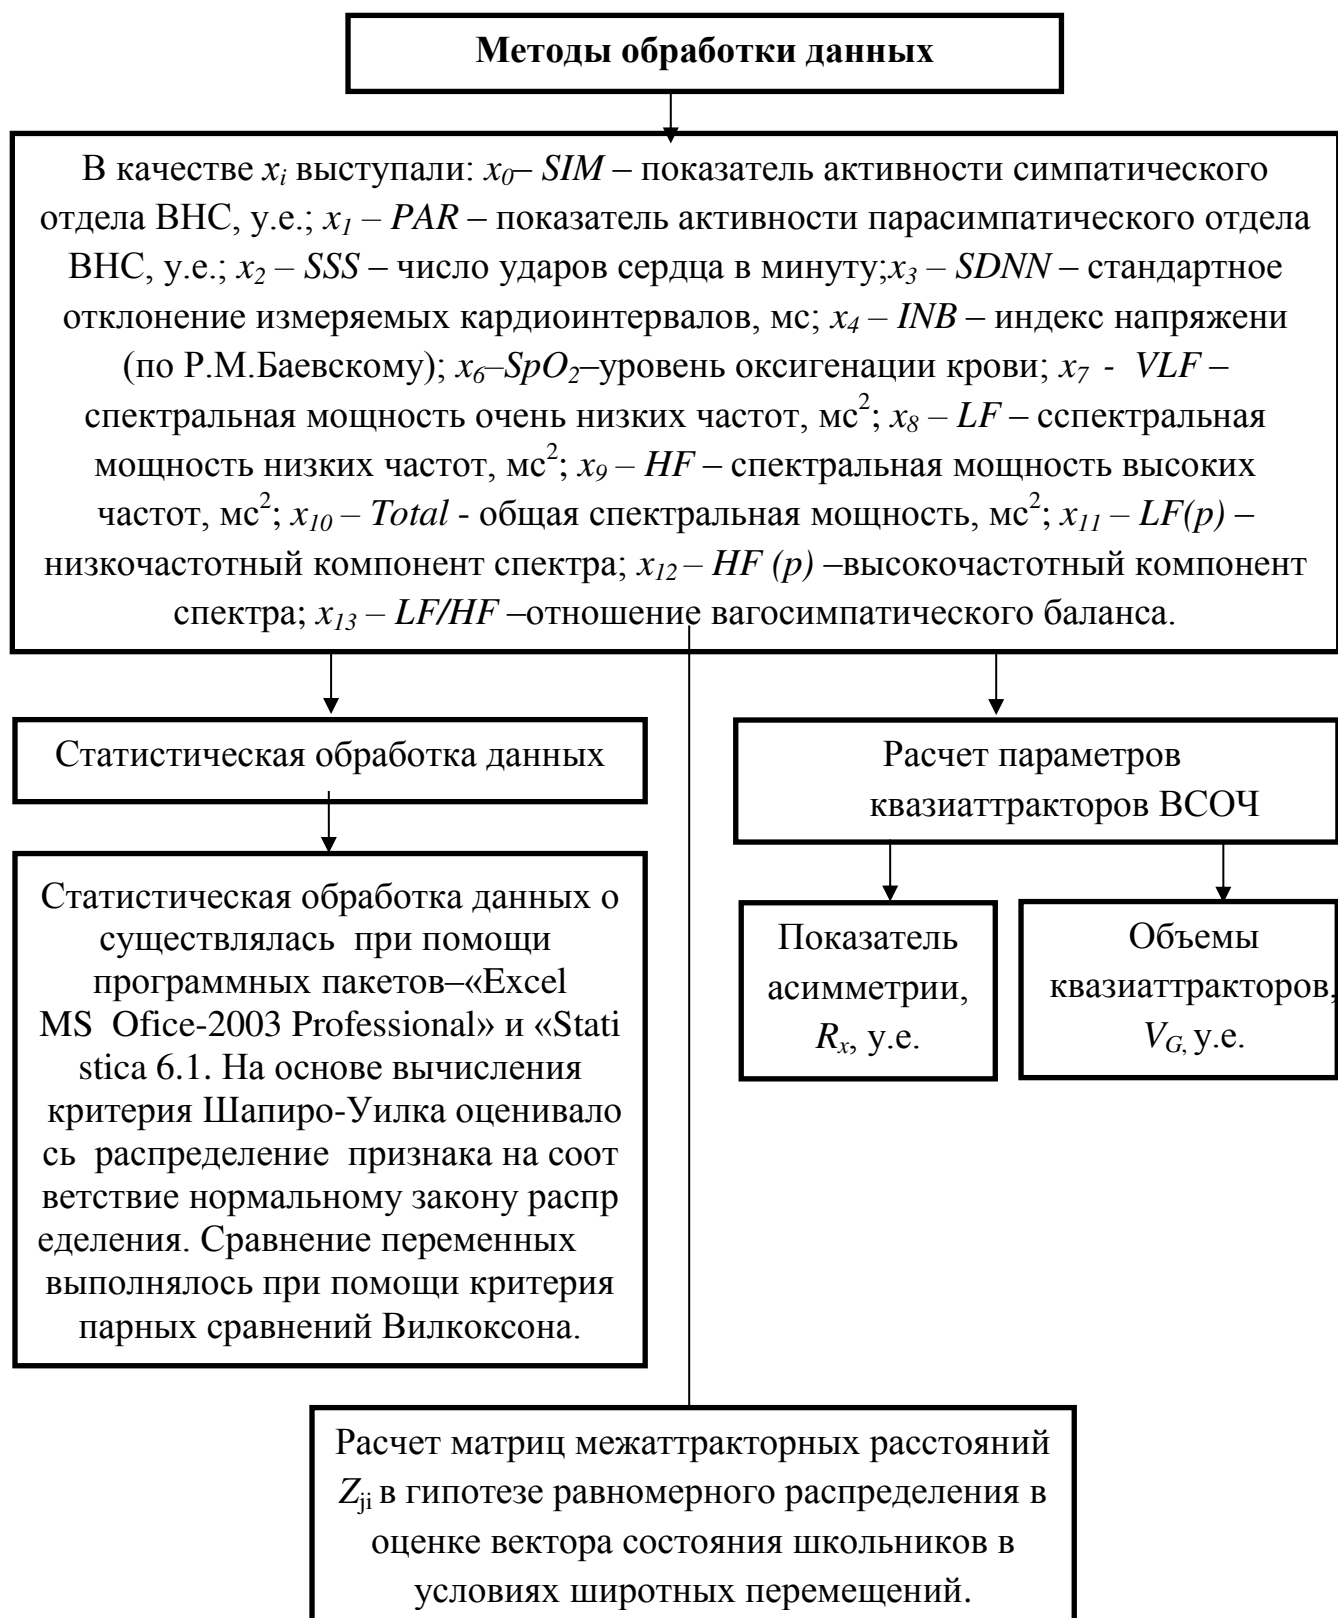 Методы обработки данных
В качестве xi выступали: x0– SIM – показатель активности симпатического
отдела ВНС, у.е.; x1 – PAR – показатель активности парасимпатического отдела
ВНС, у.е.; x2 – SSS – число ударов сердца в минуту;x3 – SDNN – стандартное
отклонение измеряемых кардиоинтервалов, мс; x4 – INB – индекс напряжени
(по Р.М.Баевскому); x6–SpO2–уровень оксигенации крови; x7 - VLF –
спектральная мощность очень низких частот, мс2; x8 – LF – сспектральная
мощность низких частот, мс2; x9 – HF – спектральная мощность высоких
частот, мс2; x10 – Total - общая спектральная мощность, мс2; x11 – LF(p) –
низкочастотный компонент спектра; x12 – HF (p) –высокочастотный компонент
спектра; x13 – LF/HF –отношение вагосимпатического баланса.
Статистическая обработка данных
Статистическая обработка данных о
существлялась при помощи
программных пакетов–«Excel
MS Ofice-2003 Professional» и «Stati
stica 6.1. На основе вычисления
критерия Шапиро-Уилка оценивало
сь распределение признака на соот
ветствие нормальному закону распр
еделения. Сравнение переменных
выполнялось при помощи критерия
парных сравнений Вилкоксона.
Расчет параметров
квазиаттракторов ВСОЧ
Показатель
асимметрии,
Rx, у.е.
Объемы
квазиаттракторов,
VG, у.е.
Расчет матриц межаттракторных расстояний
Zji в гипотезе равномерного распределения в
оценке вектора состояния школьников в
условиях широтных перемещений.